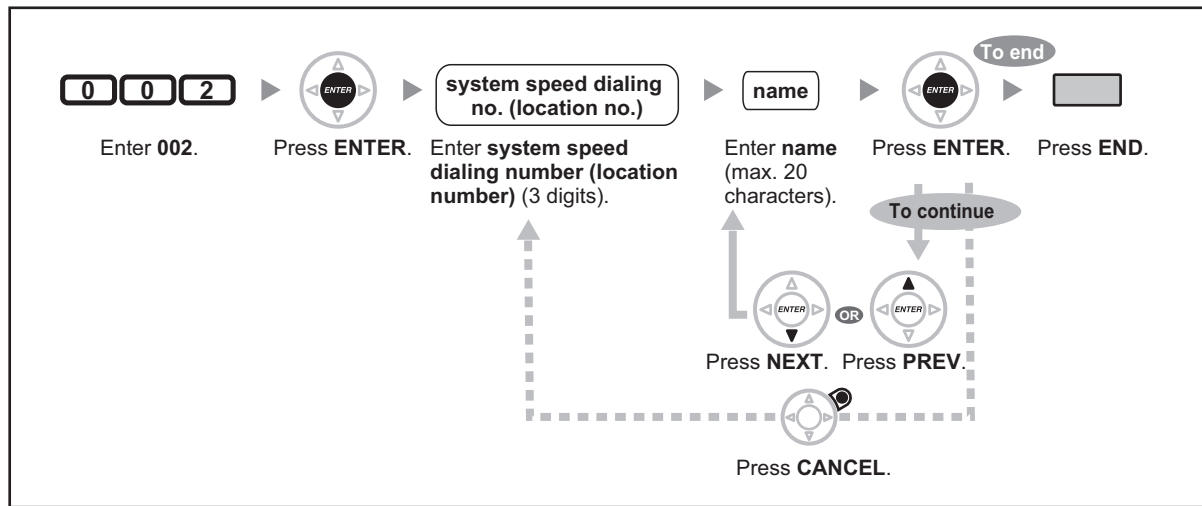 0 0 2
ENTER
system speed dialing
no. (location no.)
name
ENTER
To end
Enter 002.
Press ENTER.
Enter system speed
dialing number (location
number) (3 digits).
Enter name
(max. 20
characters).
Press ENTER.
Press END.
To continue
ENTER
OR
ENTER
Press NEXT.
Press PREV.
Press CANCEL.